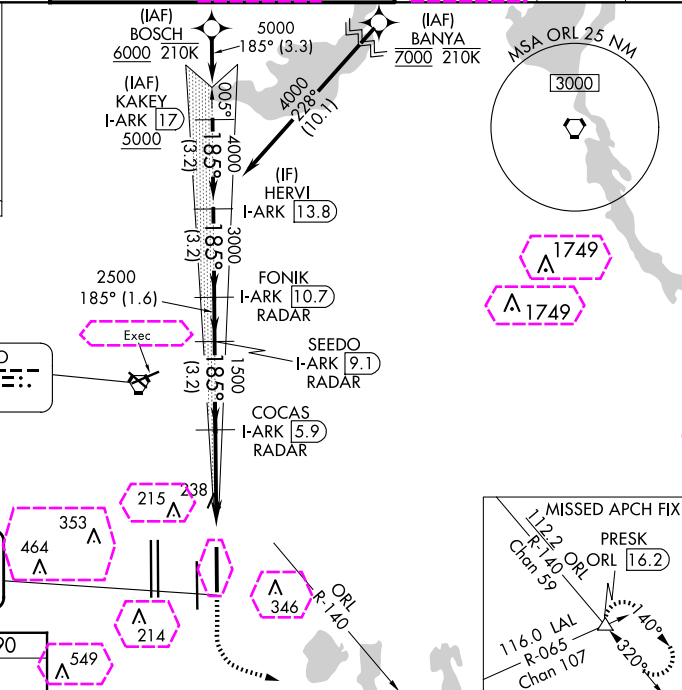 (IAF)
BOSCH
6000 210K
5000
185° (3.3)
(IAF)
BANYA
7000 210K
MSA ORL 25 NM
3000
(IAF)
KAKEY
I-ARK 17
5000
005°
4000
228°
(10.1)
4000
185°
(3.2)
(IF)
HERVI
I-ARK 13.8
3000
185°
(3.2)
1749
1749
2500
185° (1.6)
FONIK
I-ARK 10.7
RADAR
Exec
SEEDO
I-ARK 9.1
RADAR
1500
185°
(3.2)
COCAS
I-ARK 5.9
RADAR
215
238
353
464
346
214
549
90
ORL
R-140
MISSED APCH FIX
112.2 ORL
R-140
Chan 59
PRESK
ORL 16.2
116.0 LAL
R-065
Chan 107
140°
320°